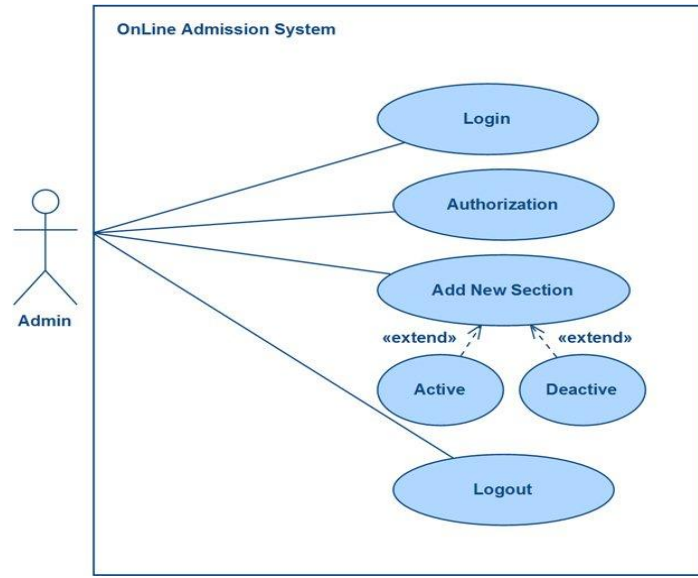 OnLine Admission System
Login
Authorization
Add New Section
«extend» «extend»
Active Deactive
Admin
Logout